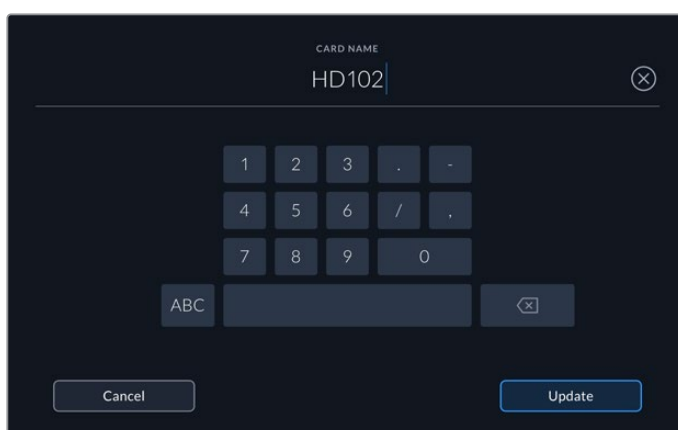 CARD NAME
HD102
1 2 3 . -
4 5 6 / ,
7 8 9 0
ABC
Cancel Update